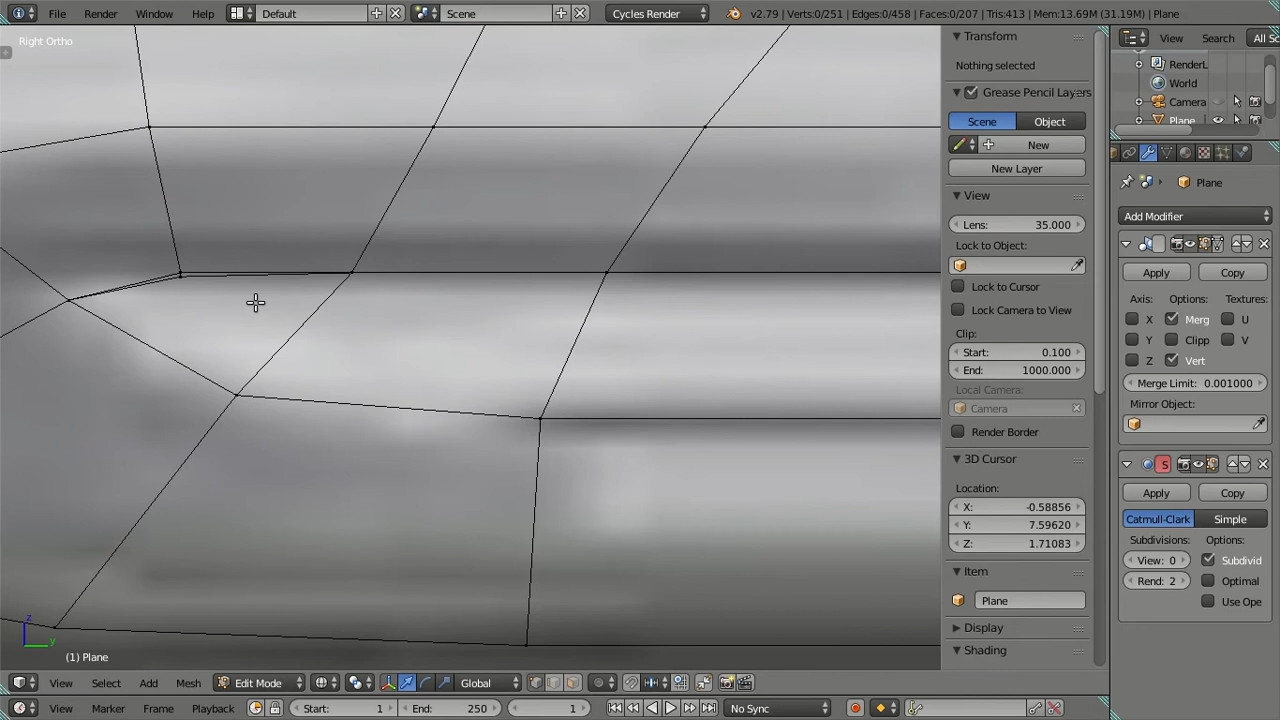 File Render Window Help Default Scene Cycles Render v2.79 | Verts:0/251 | Edges:0/458 | Faces:0/207 | Tris:413 | Mem:13.69M (31.19M) | Plane
Right Ortho
Transform
Nothing selected
Grease Pencil Layers
Scene Object
New
New Layer
View
Lens: 35.000
Lock to Object:
Lock to Cursor
Lock Camera to View
Clip:
Start: 0.100
End: 1000.000
Local Camera:
Camera
Render Border
3D Cursor
Location:
X: -0.58856
Y: 7.59620
Z: 1.71083
Item
Plane
Display
Shading
View Search All Sc
RenderL
World
Camera
Plane
Plane
Add Modifier
Apply Copy
Axis: Options: Textures:
X Merg U
Y Clipp V
Z Vert
Merge Limit: 0.001000
Mirror Object:
S
Apply Copy
Catmull-Clark Simple
Subdivisions: Options:
View: 0 Subdivid
Rend: 2 Optimal
Use Ope
z
y
(1) Plane
View Select Add Mesh Edit Mode Global
View Marker Frame Playback Start: 1 End: 250 1 No Sync